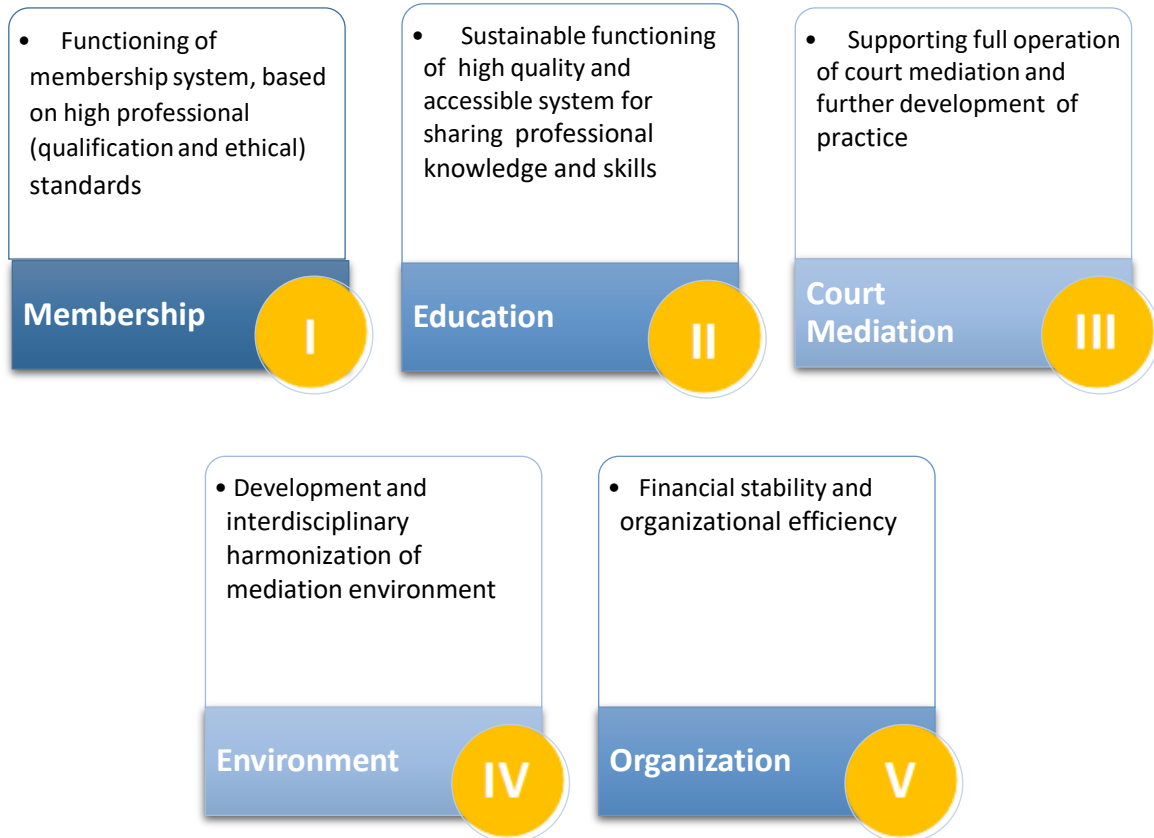 • Functioning of
membership system, based
on high professional
(qualification and ethical)
standards
Membership
I
• Sustainable functioning
of high quality and
accessible system for
sharing professional
knowledge and skills
Education
II
• Supporting full operation
of court mediation and
further development of
practice
Court
Mediation
III
• Development and
interdisciplinary
harmonization of
mediation environment
Environment
IV
• Financial stability and
organizational efficiency
Organization
V